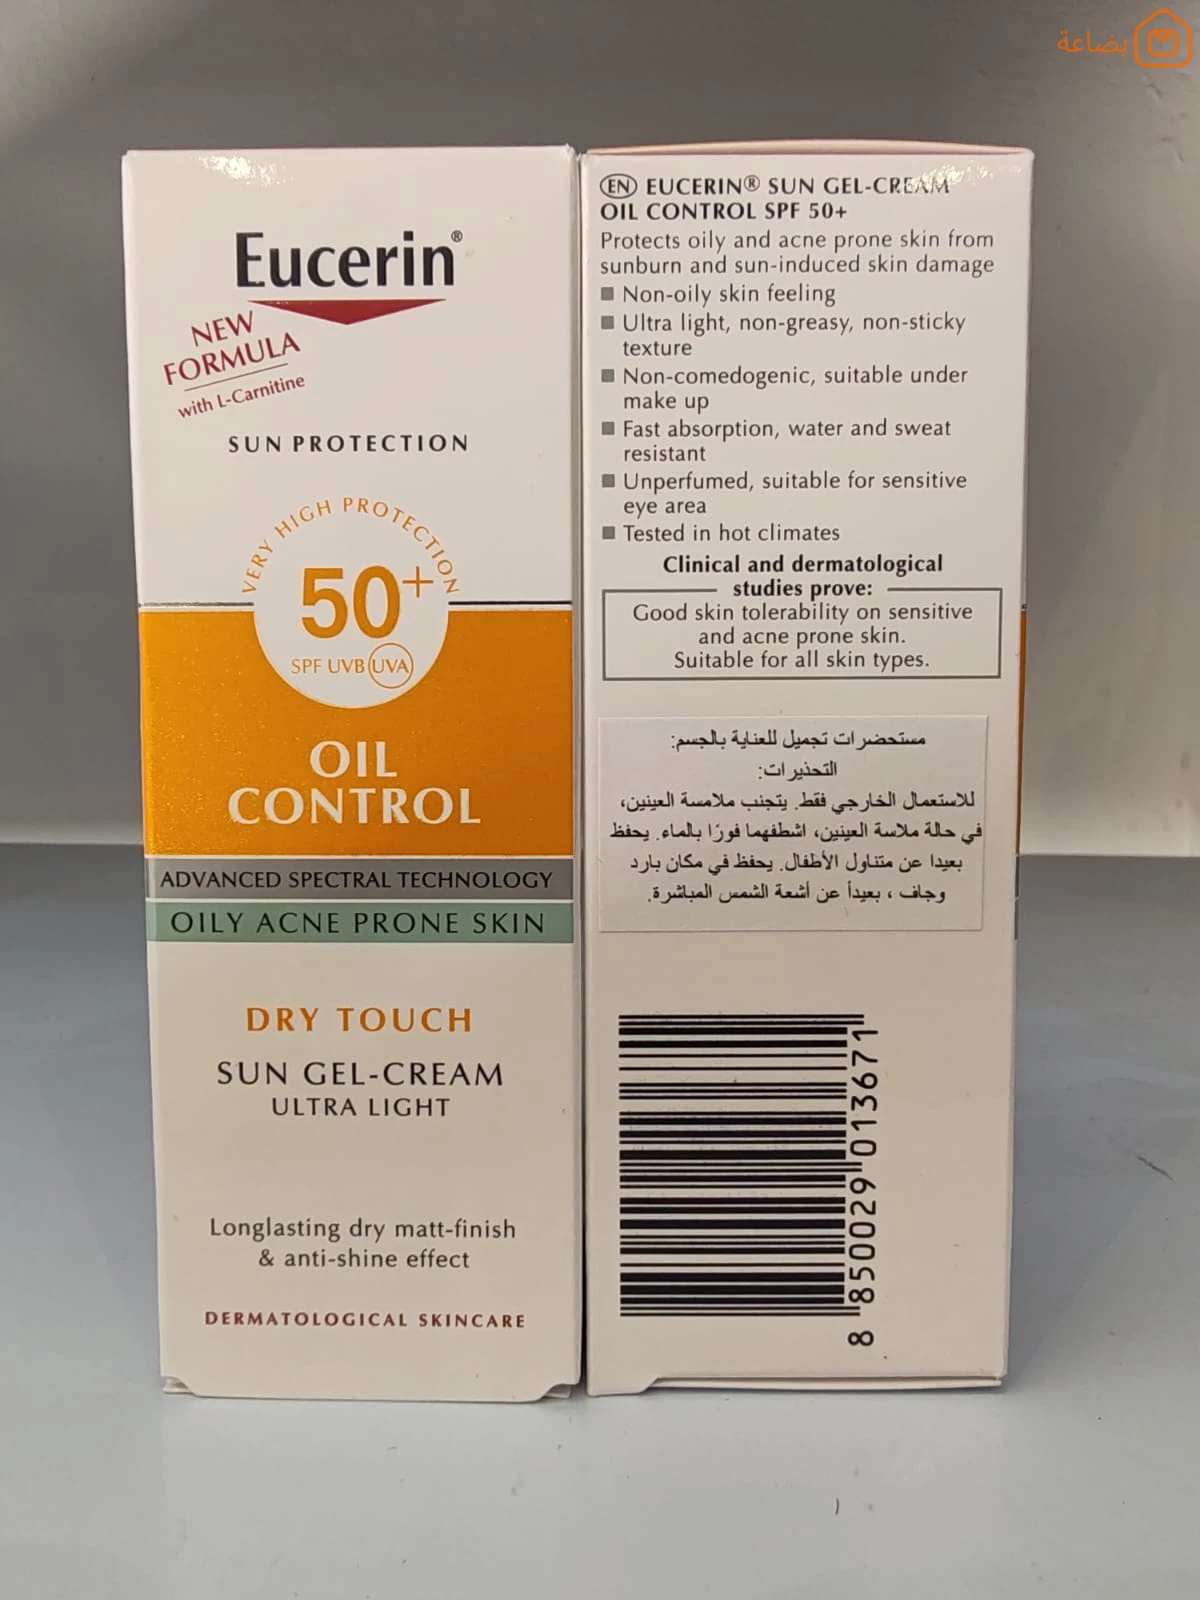 بضاعة
Eucerin®
NEW
FORMULA
with L-Carnitine
SUN PROTECTION
VERY HIGH PROTECTION
50+
SPF UVB UVA
OIL
CONTROL
ADVANCED SPECTRAL TECHNOLOGY
OILY ACNE PRONE SKIN
DRY TOUCH
SUN GEL-CREAM
ULTRA LIGHT
Longlasting dry matt-finish
& anti-shine effect
DERMATOLOGICAL SKINCARE
EN EUCERIN® SUN GEL-CREAM
OIL CONTROL SPF 50+
Protects oily and acne prone skin from
sunburn and sun-induced skin damage
■ Non-oily skin feeling
■ Ultra light, non-greasy, non-sticky
texture
■ Non-comedogenic, suitable under
make up
■ Fast absorption, water and sweat
resistant
■ Unperfumed, suitable for sensitive
eye area
■ Tested in hot climates
Clinical and dermatological
studies prove:
Good skin tolerability on sensitive
and acne prone skin.
Suitable for all skin types.
مستحضرات تجميل للعناية بالجسم:
التحذيرات:
للاستعمال الخارجي فقط. يتجنب ملامسة العينين،
في حالة ملاسة العينين، اشطفهما فورًا بالماء. يحفظ
بعيدا عن متناول الأطفال. يحفظ في مكان بارد
وجاف ، بعيدأ عن أشعة الشمس المباشرة.
8 850029 013671